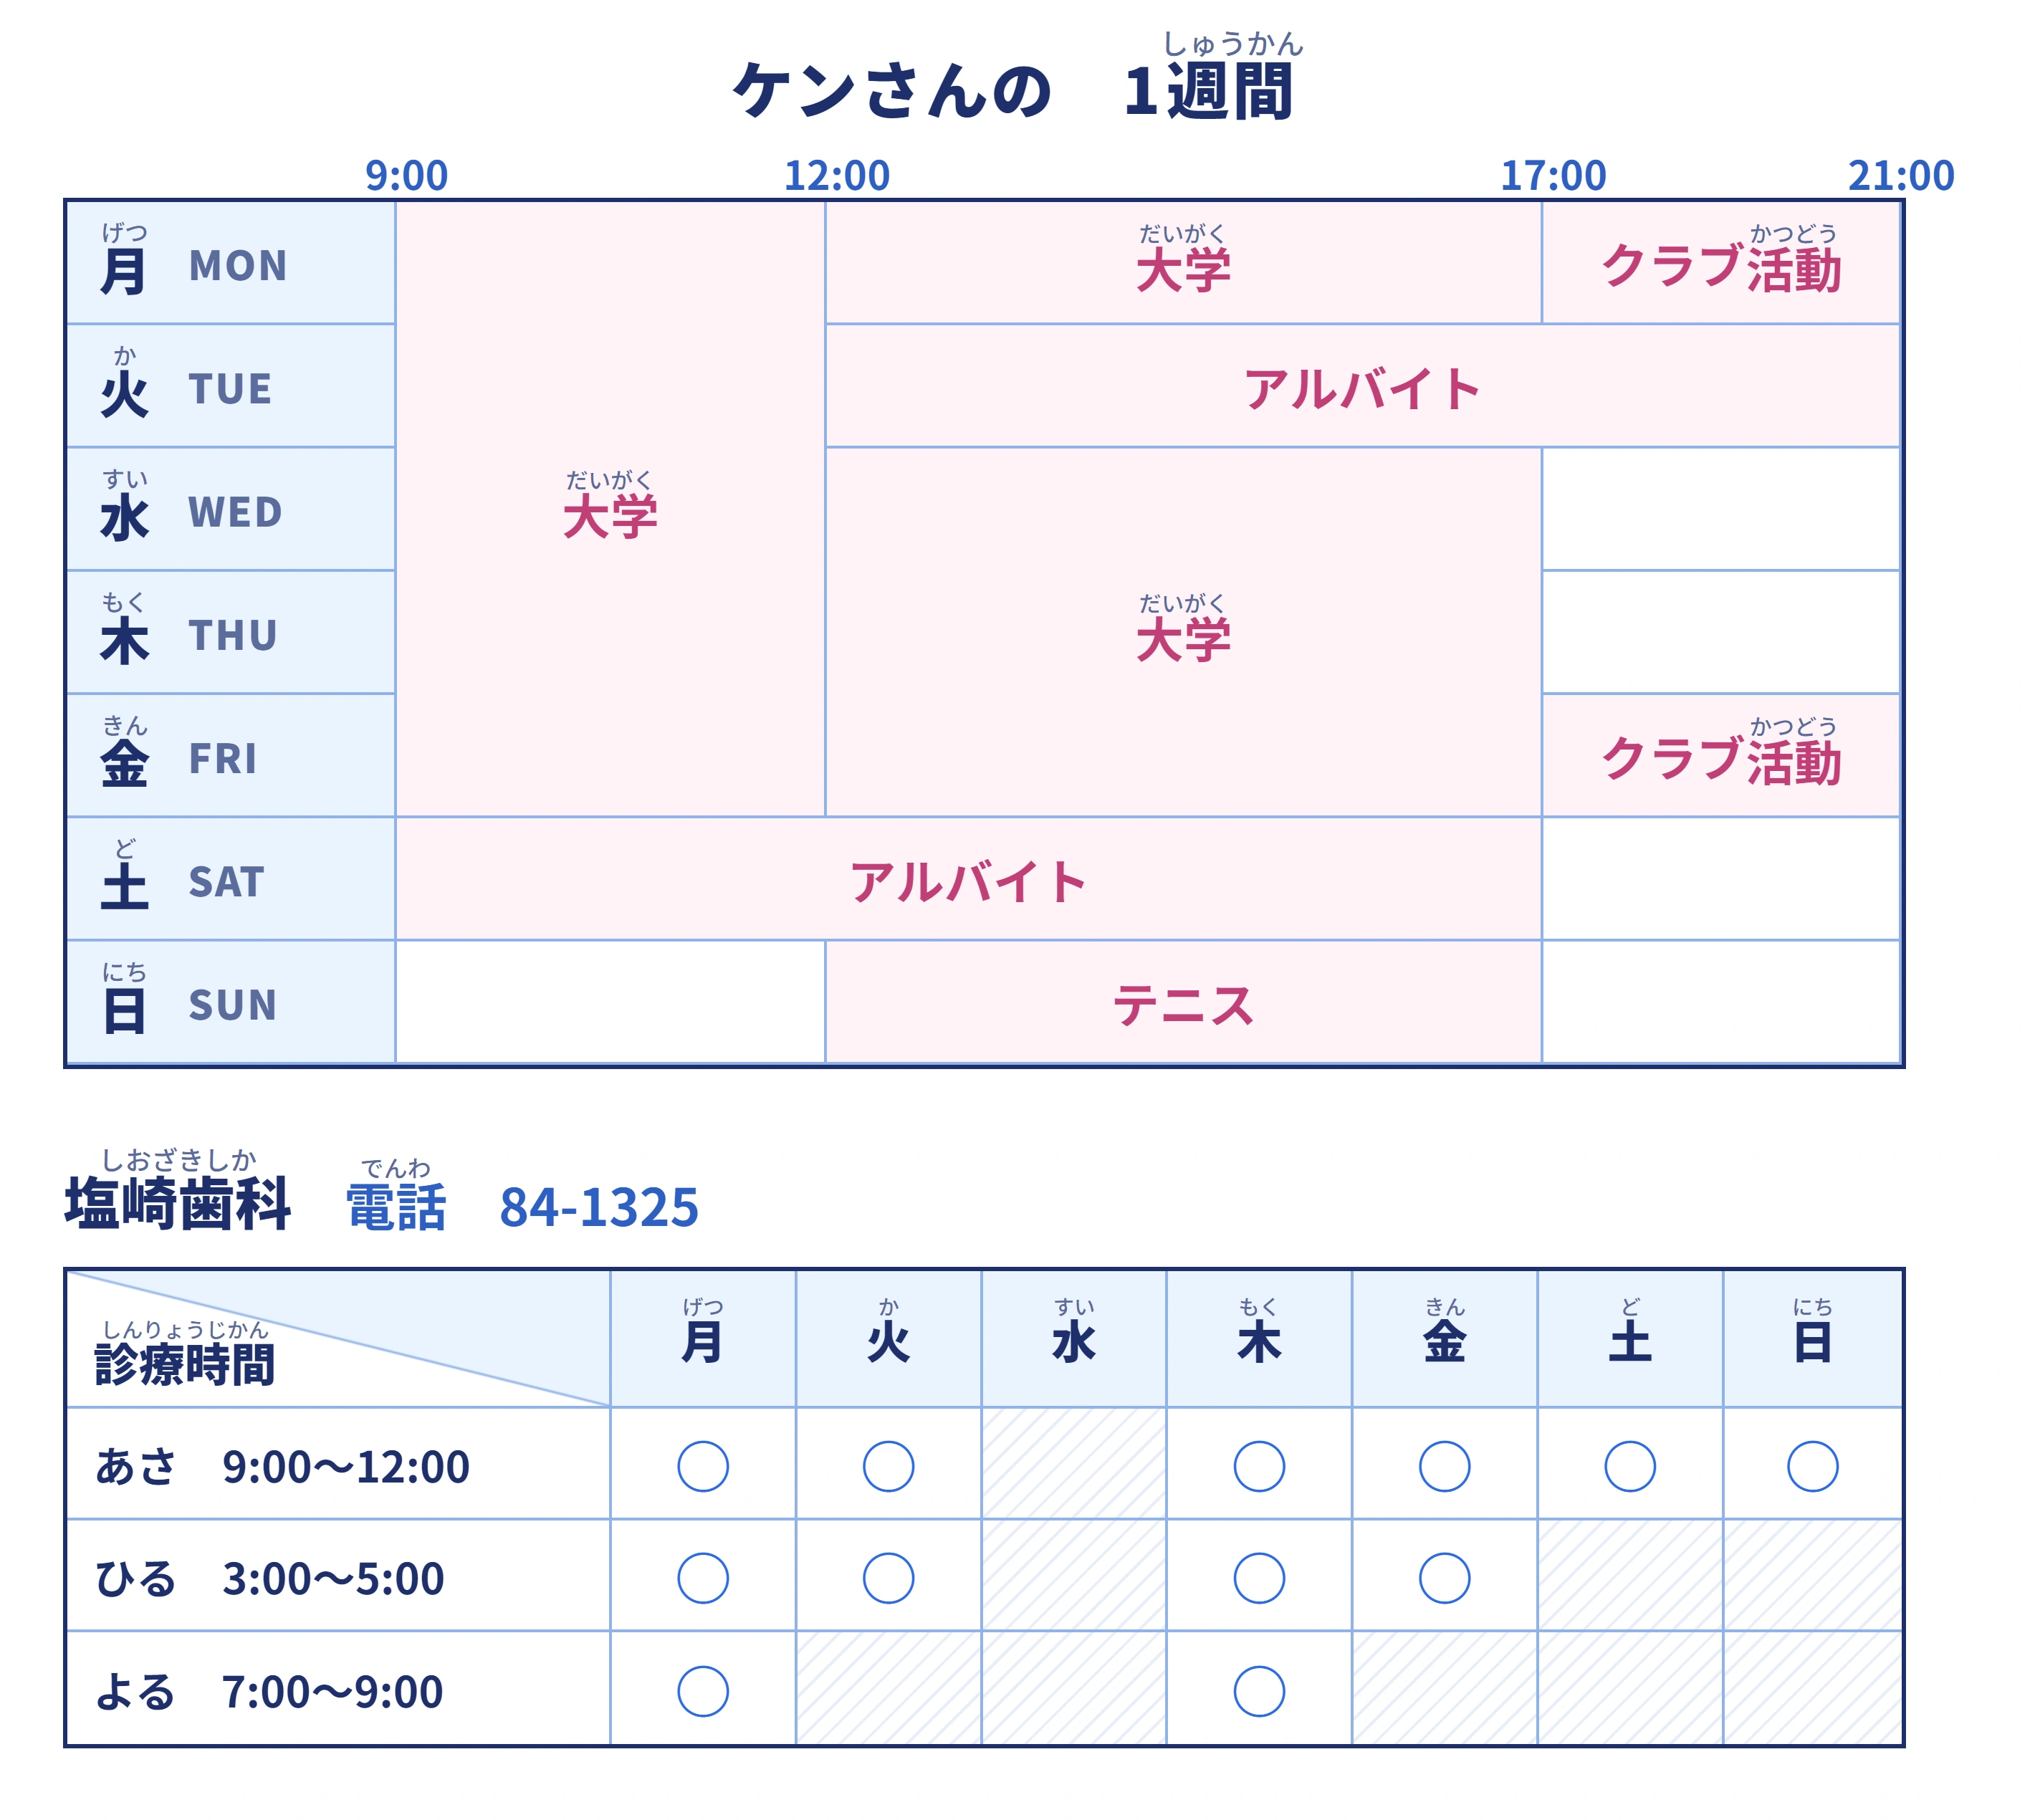 しゅうかん
ケンさんの　1週間
9:00 12:00 17:00 21:00
げつ だいがく かつどう
月 MON 大学 クラブ活動
か
火 TUE アルバイト
すい だいがく
水 WED 大学
もく だいがく
木 THU 大学
きん かつどう
金 FRI クラブ活動
ど
土 SAT アルバイト
にち
日 SUN テニス
しおざきしか でんわ
塩崎歯科　電話　84-1325
げつ か すい もく きん ど にち
月 火 水 木 金 土 日
しんりょうじかん
診療時間
あさ　9:00〜12:00 ○ ○ ○ ○ ○ ○
ひる　3:00〜5:00 ○ ○ ○ ○
よる　7:00〜9:00 ○ ○